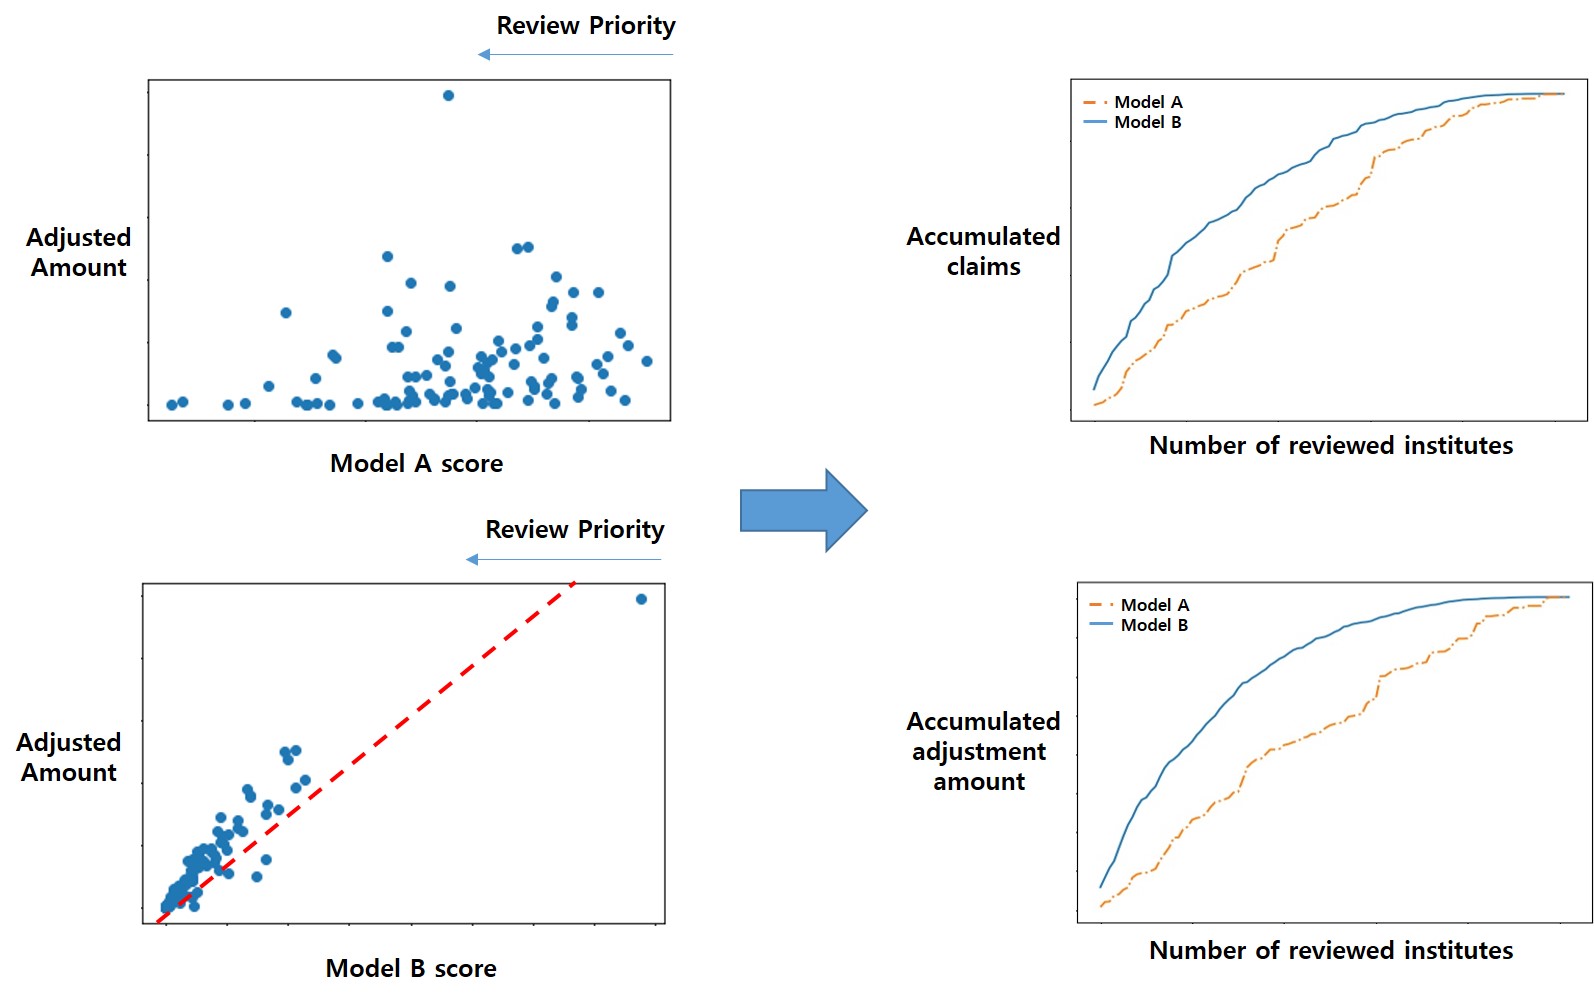 Review Priority
Adjusted
Amount
Model A score
Review Priority
Adjusted
Amount
Model B score
Model A
Model B
Accumulated
claims
Number of reviewed institutes
Model A
Model B
Accumulated
adjustment
amount
Number of reviewed institutes